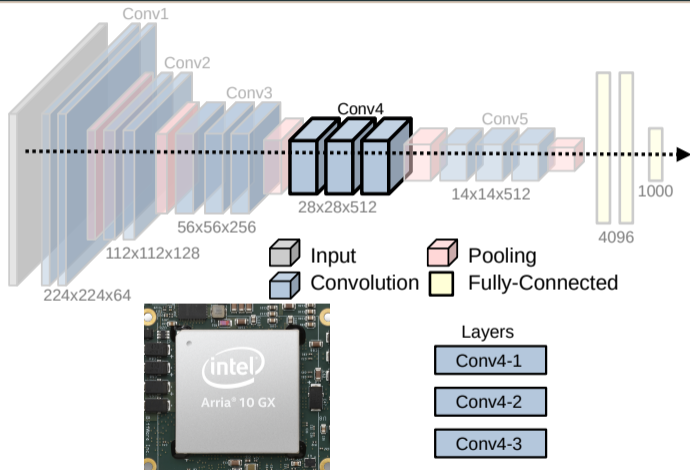 Conv1
Conv2
Conv3
Conv4
Conv5
224x224x64
112x112x128
56x56x256
28x28x512
14x14x512
4096
1000
Input
Pooling
Convolution
Fully-Connected
intel
Arria® 10 GX
Layers
Conv4-1
Conv4-2
Conv4-3